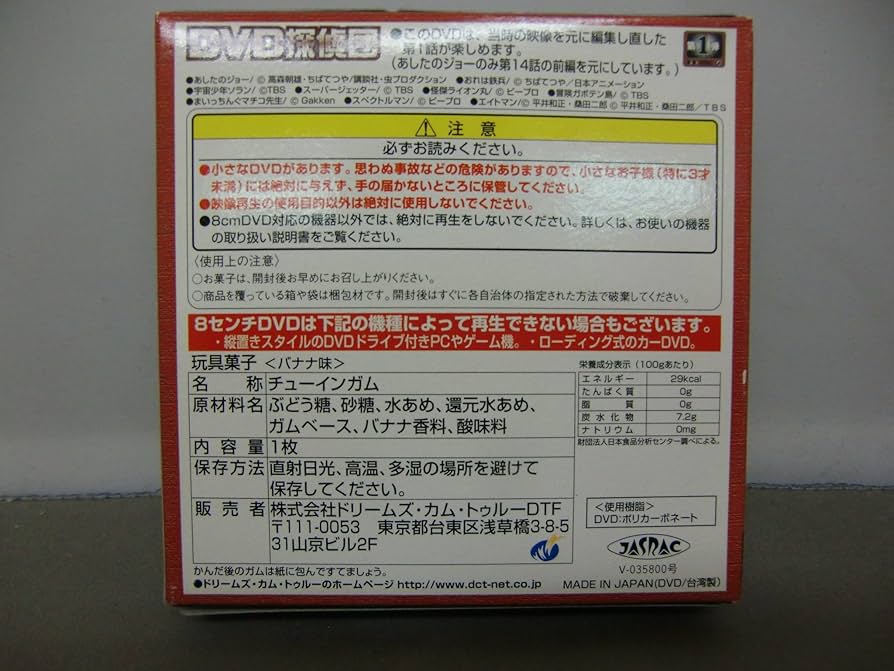 DVD探偵団
●このDVDは、当時の映像を元に編集し直した
第1話が楽しめます。
(あしたのジョーのみ第14話の前編を元にしています。)
1
●あしたのジョー/ © 高森朝雄・ちばてつや/講談社・虫プロダクション ●おれは鉄兵/ © ちばてつや/日本アニメーション
●宇宙少年ソラン/ ©TBS ●スーパージェッター/ © TBS ●怪傑ライオン丸/ © ピープロ ●冒険ガボテン島/ © TBS
●まいっちんぐマチコ先生/ © Gakken ●スペクトルマン/ © ピープロ ●エイトマン/ © 平井和正・桑田二郎 © 平井和正・桑田二郎/TBS
⚠ 注意
必ずお読みください。
●小さなDVDがあります。思わぬ事故などの危険がありますので、小さなお子様(特に3才
未満)には絶対に与えず、手の届かないところに保管してください。
●映像再生の使用目的以外は絶対に使用しないでください。
●8cmDVD対応の機器以外では、絶対に再生をしないでください。詳しくは、お使いの機器
の取り扱い説明書をご覧ください。
〈使用上の注意〉
○お菓子は、開封後お早めにお召し上がりください。
○商品を覆っている箱や袋は梱包材です。開封後はすぐに各自治体の指定された方法で破棄してください。
8センチDVDは下記の機種によって再生できない場合もございます。
・縦置きスタイルのDVDドライブ付きPCやゲーム機。・ローディング式のカーDVD。
玩具菓子 <バナナ味>
名称 チューインガム
原材料名 ぶどう糖、砂糖、水あめ、還元水あめ、
ガムベース、バナナ香料、酸味料
内容量 1枚
保存方法 直射日光、高温、多湿の場所を避けて
保存してください。
販売者 株式会社ドリームズ・カム・トゥルーDTF
〒111-0053 東京都台東区浅草橋3-8-5
31山京ビル2F
かんだ後のガムは紙に包んですてましょう。
●ドリームズ・カム・トゥルーのホームページ http://www.dct-net.co.jp
栄養成分表示(100gあたり)
エネルギー 29kcal
たんぱく質 0g
脂質 0g
炭水化物 7.2g
ナトリウム 0mg
財団法人日本食品分析センター調べによる。
<使用樹脂>
DVD:ポリカーボネート
JASRAC
V-035800号
MADE IN JAPAN(DVD/台湾製)